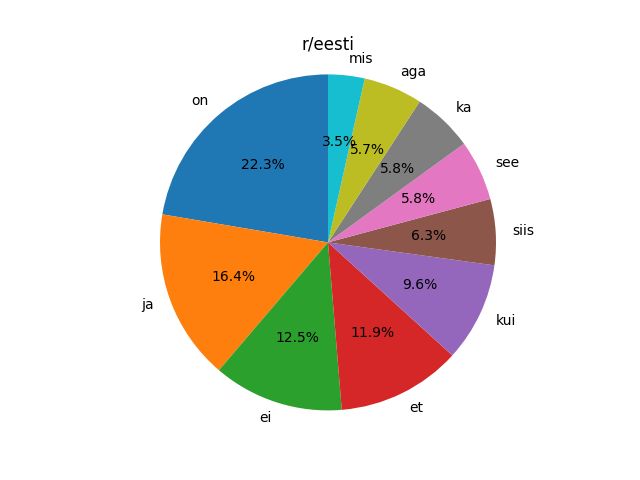 r/eesti
mis
aga
on
ka
3.5%
5.7%
see
22.3%
5.8%
5.8%
siis
6.3%
16.4%
9.6%
ja
kui
12.5%
11.9%
et
ei